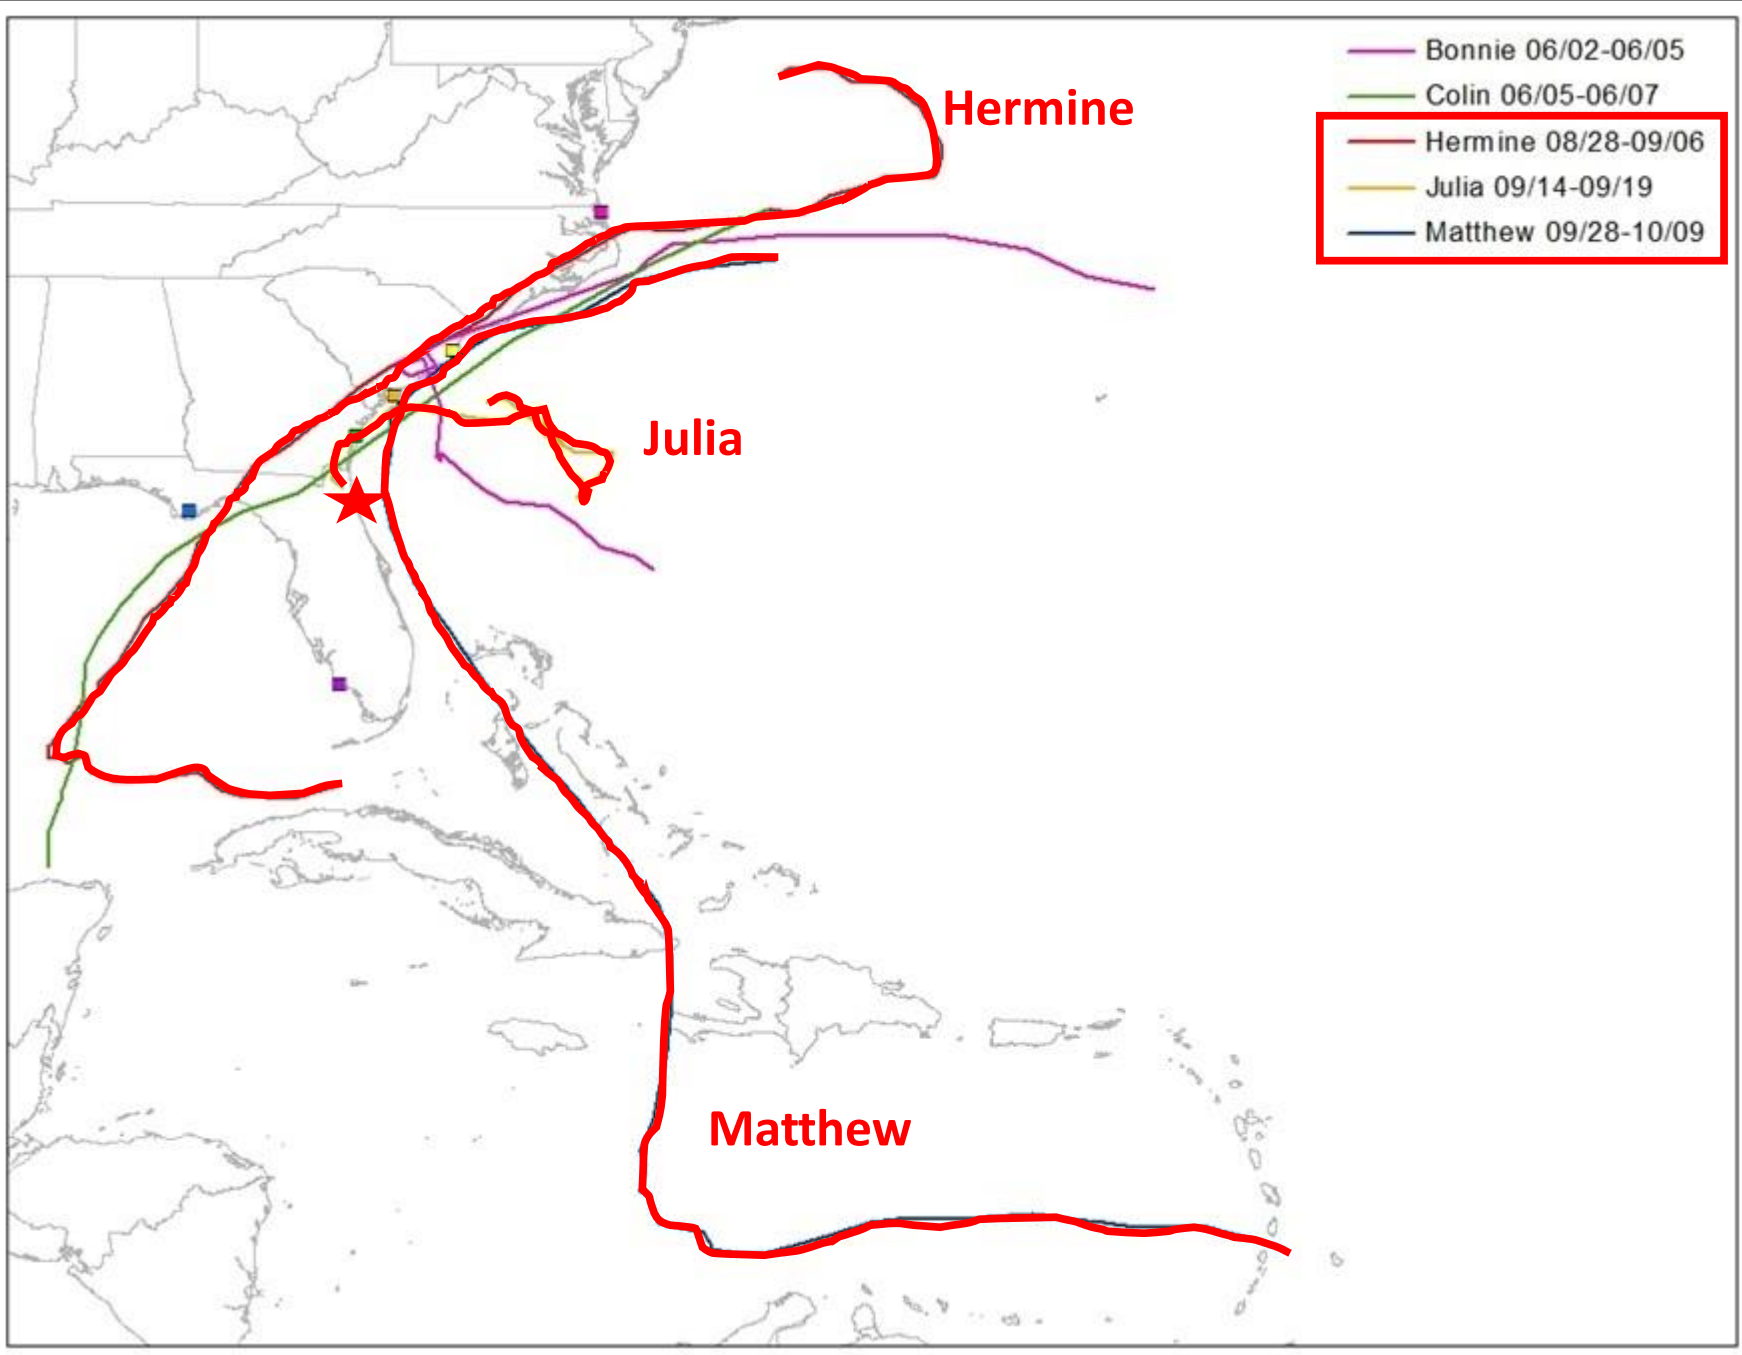 Bonnie 06/02-06/05
Colin 06/05-06/07
Hermine 08/28-09/06
Julia 09/14-09/19
Matthew 09/28-10/09
Hermine
Julia
Matthew